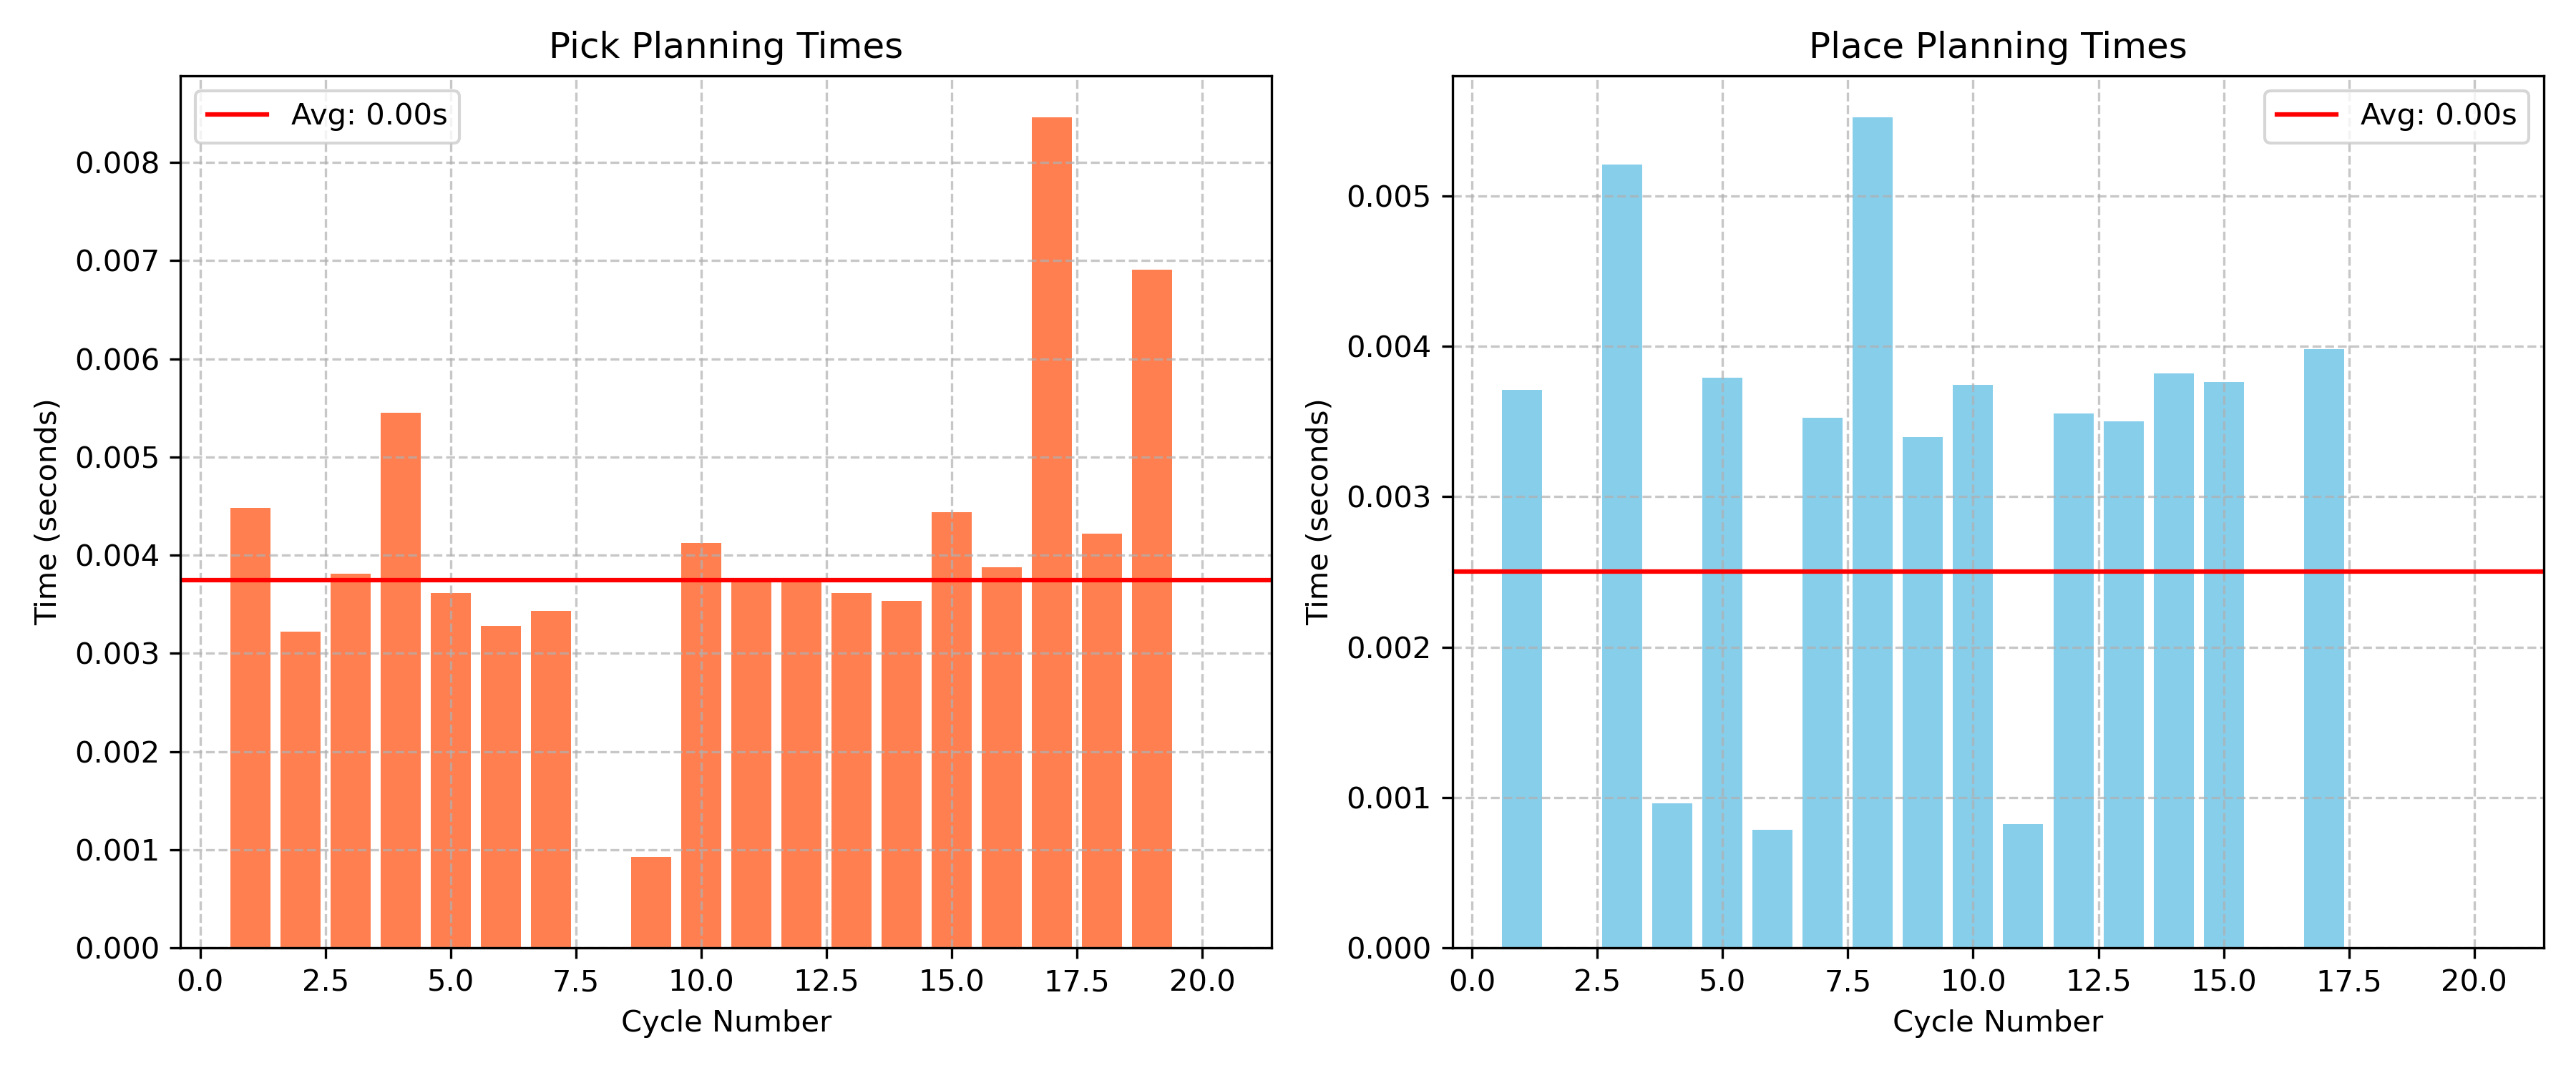 Pick Planning Times
Avg: 0.00s
0.008
0.007
0.006
0.005
0.004
0.003
0.002
0.001
0.000
Time (seconds)
0.0 2.5 5.0 7.5 10.0 12.5 15.0 17.5 20.0
Cycle Number
Place Planning Times
Avg: 0.00s
0.005
0.004
0.003
0.002
0.001
0.000
Time (seconds)
0.0 2.5 5.0 7.5 10.0 12.5 15.0 17.5 20.0
Cycle Number